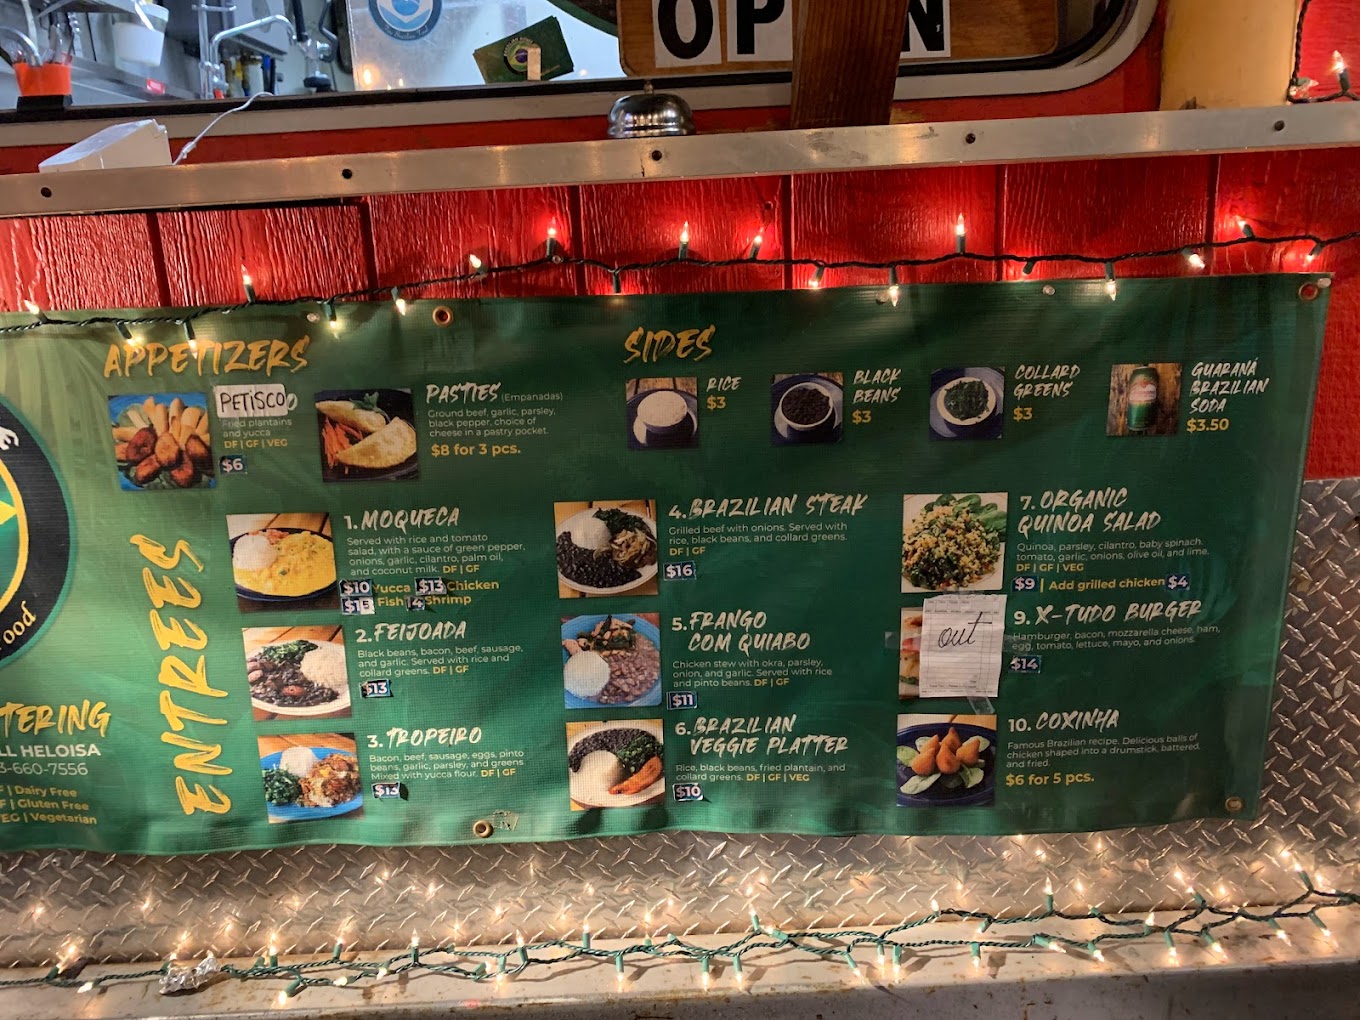 OPEN
APPETIZERS
PETISCO
Fried plantains
and yucca
DF | GF | VEG
$6
PASTIES (Empanadas)
Ground beef, garlic, parsley,
black pepper, choice of
cheese in a pastry pocket.
$8 for 3 pcs.
SIDES
RICE
$3
BLACK
BEANS
$3
COLLARD
GREENS
$3
GUARANÁ
BRAZILIAN
SODA
$3.50
ENTREES
1. MOQUECA
Served with rice and tomato
salad, with a sauce of green pepper,
onions, garlic, cilantro, palm oil,
and coconut milk. DF | GF
$10 Yucca $13 Chicken
$15 Fish 14 Shrimp
2. FEIJOADA
Black beans, bacon, beef, sausage,
and garlic. Served with rice and
collard greens. DF | GF
$13
3. TROPEIRO
Bacon, beef, sausage, eggs, pinto
beans, garlic, parsley, and greens
Mixed with yucca flour. DF | GF
$13
4. BRAZILIAN STEAK
Grilled beef with onions. Served with
rice, black beans, and collard greens.
DF | GF
$16
5. FRANGO
COM QUIABO
Chicken stew with okra, parsley,
onion, and garlic. Served with rice
and pinto beans. DF | GF
$11
6. BRAZILIAN
VEGGIE PLATTER
Rice, black beans, fried plantain, and
collard greens. DF | GF | VEG
$10
7. ORGANIC
QUINOA SALAD
Quinoa, parsley, cilantro, baby spinach.
tomato, garlic, onions, olive oil, and lime.
DF | GF | VEG
$9 | Add grilled chicken $4
out
9. X-TUDO BURGER
Hamburger, bacon, mozzarella cheese, ham,
egg, tomato, lettuce, mayo, and onions.
$14
10. COXINHA
Famous Brazilian recipe. Delicious balls of
chicken shaped into a drumstick, battered,
and fried.
$6 for 5 pcs.
ood
TERING
LL HELOISA
3-660-7556
F | Dairy Free
F | Gluten Free
VEG | Vegetarian